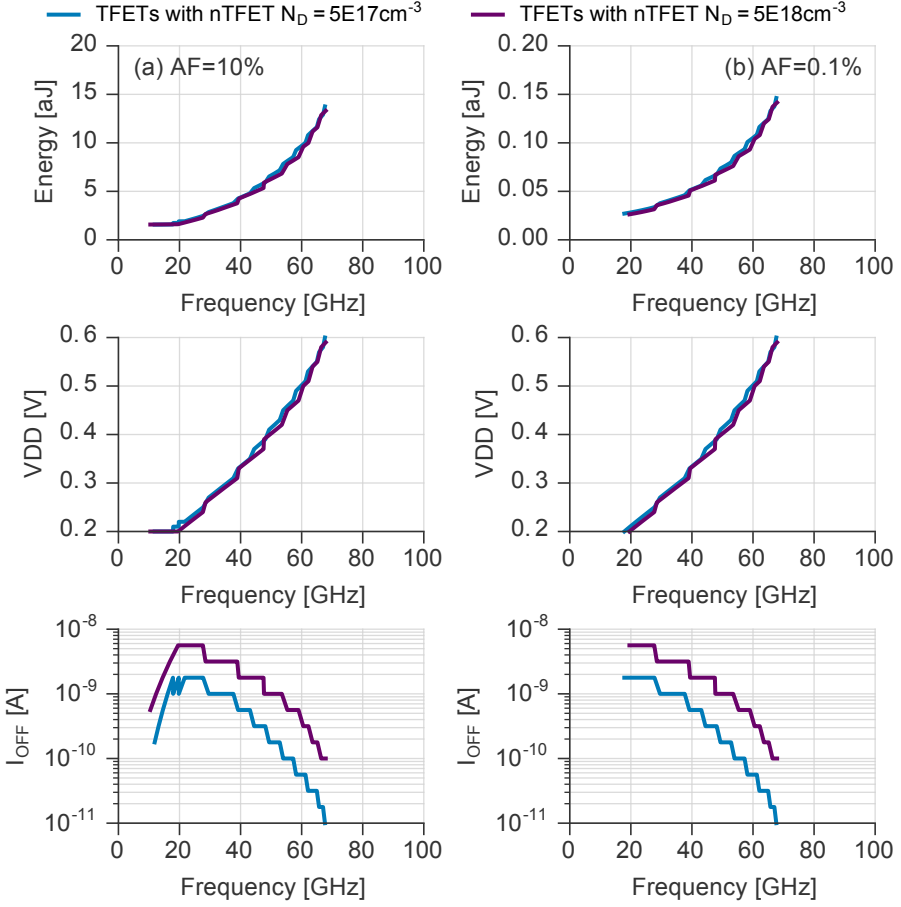 TFETs with nTFET N_D = 5E17cm^-3
TFETs with nTFET N_D = 5E18cm^-3
(a) AF=10%
Energy [aJ]
20
15
10
5
0
0 20 40 60 80 100
Frequency [GHz]
(b) AF=0.1%
Energy [aJ]
0.20
0.15
0.10
0.05
0.00
0 20 40 60 80 100
Frequency [GHz]
VDD [V]
0.6
0.5
0.4
0.3
0.2
0 20 40 60 80 100
Frequency [GHz]
VDD [V]
0.6
0.5
0.4
0.3
0.2
0 20 40 60 80 100
Frequency [GHz]
I_OFF [A]
10^-8
10^-9
10^-10
10^-11
0 20 40 60 80 100
Frequency [GHz]
I_OFF [A]
10^-8
10^-9
10^-10
10^-11
0 20 40 60 80 100
Frequency [GHz]